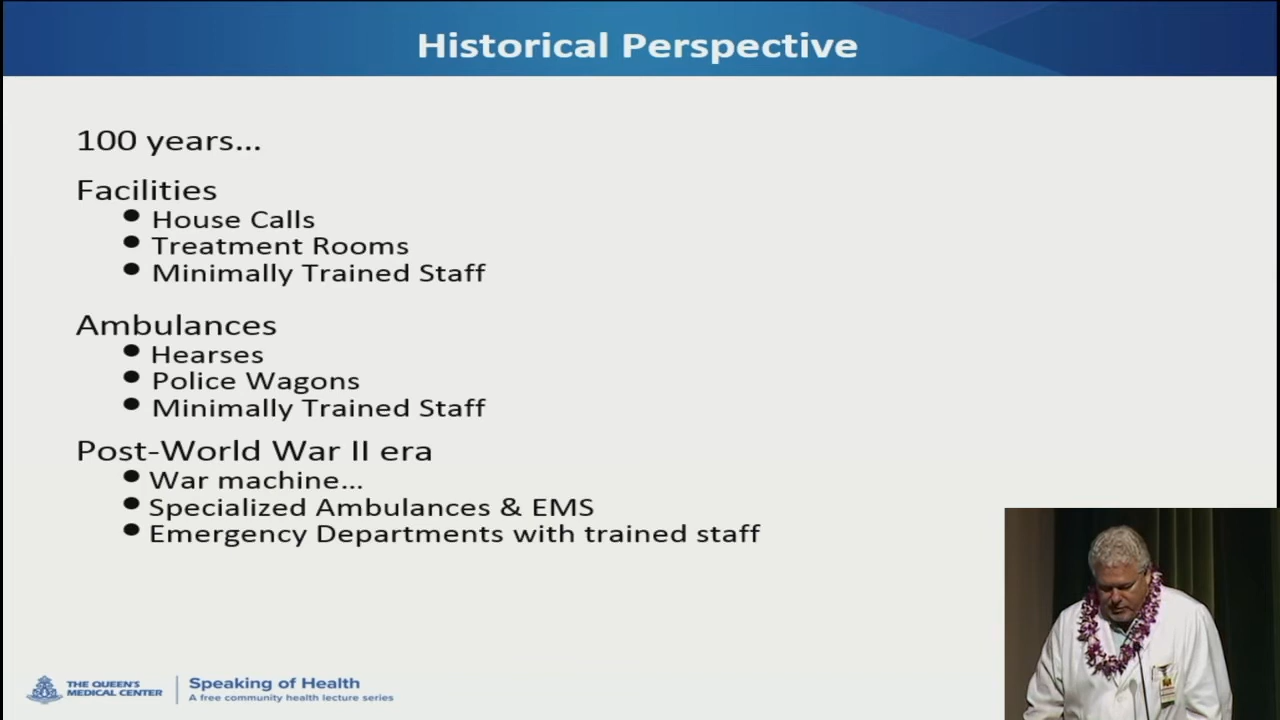 Historical Perspective
100 years...
Facilities
● House Calls
● Treatment Rooms
● Minimally Trained Staff
Ambulances
● Hearses
● Police Wagons
● Minimally Trained Staff
Post-World War II era
● War machine...
● Specialized Ambulances & EMS
● Emergency Departments with trained staff
THE QUEEN'S
MEDICAL CENTER
Speaking of Health
A free community health lecture series